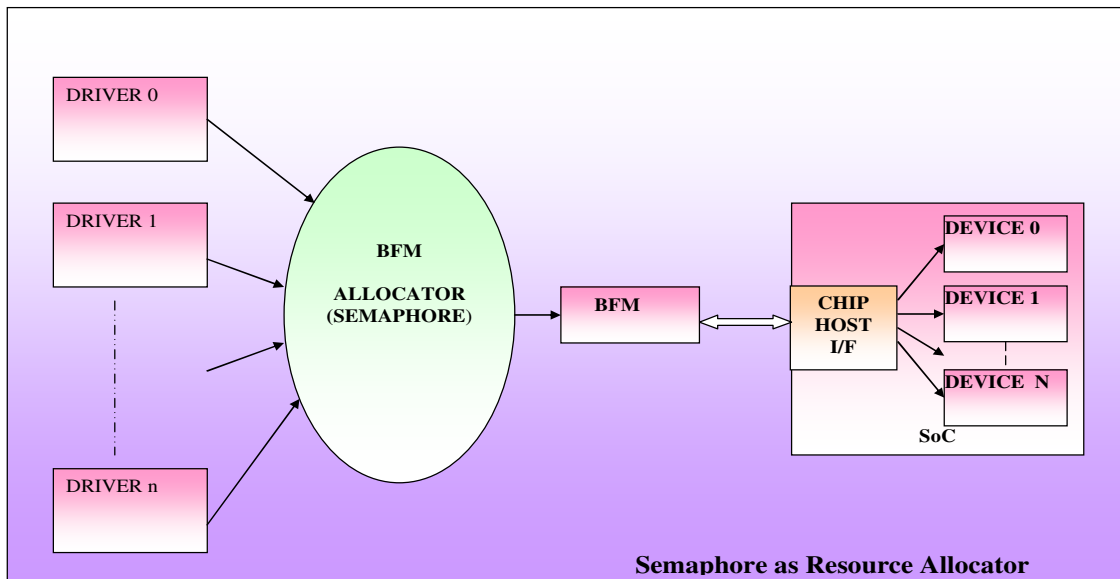 DRIVER 0
DRIVER 1
DRIVER n
BFM
ALLOCATOR
(SEMAPHORE)
BFM
CHIP
HOST
I/F
DEVICE 0
DEVICE 1
DEVICE N
SoC
Semaphore as Resource Allocator